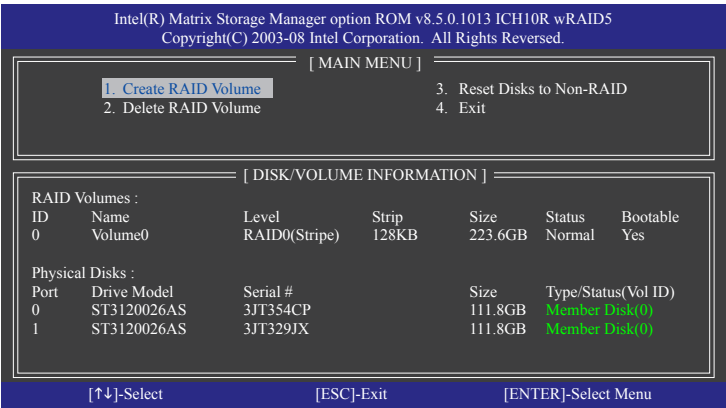 Intel(R) Matrix Storage Manager option ROM v8.5.0.1013 ICH10R wRAID5
Copyright(C) 2003-08 Intel Corporation. All Rights Reversed.
[ MAIN MENU ]
1. Create RAID Volume 3. Reset Disks to Non-RAID
2. Delete RAID Volume 4. Exit
[ DISK/VOLUME INFORMATION ]
RAID Volumes :
ID Name Level Strip Size Status Bootable
0 Volume0 RAID0(Stripe) 128KB 223.6GB Normal Yes
Physical Disks :
Port Drive Model Serial # Size Type/Status(Vol ID)
0 ST3120026AS 3JT354CP 111.8GB Member Disk(0)
1 ST3120026AS 3JT329JX 111.8GB Member Disk(0)
[↑↓]-Select [ESC]-Exit [ENTER]-Select Menu